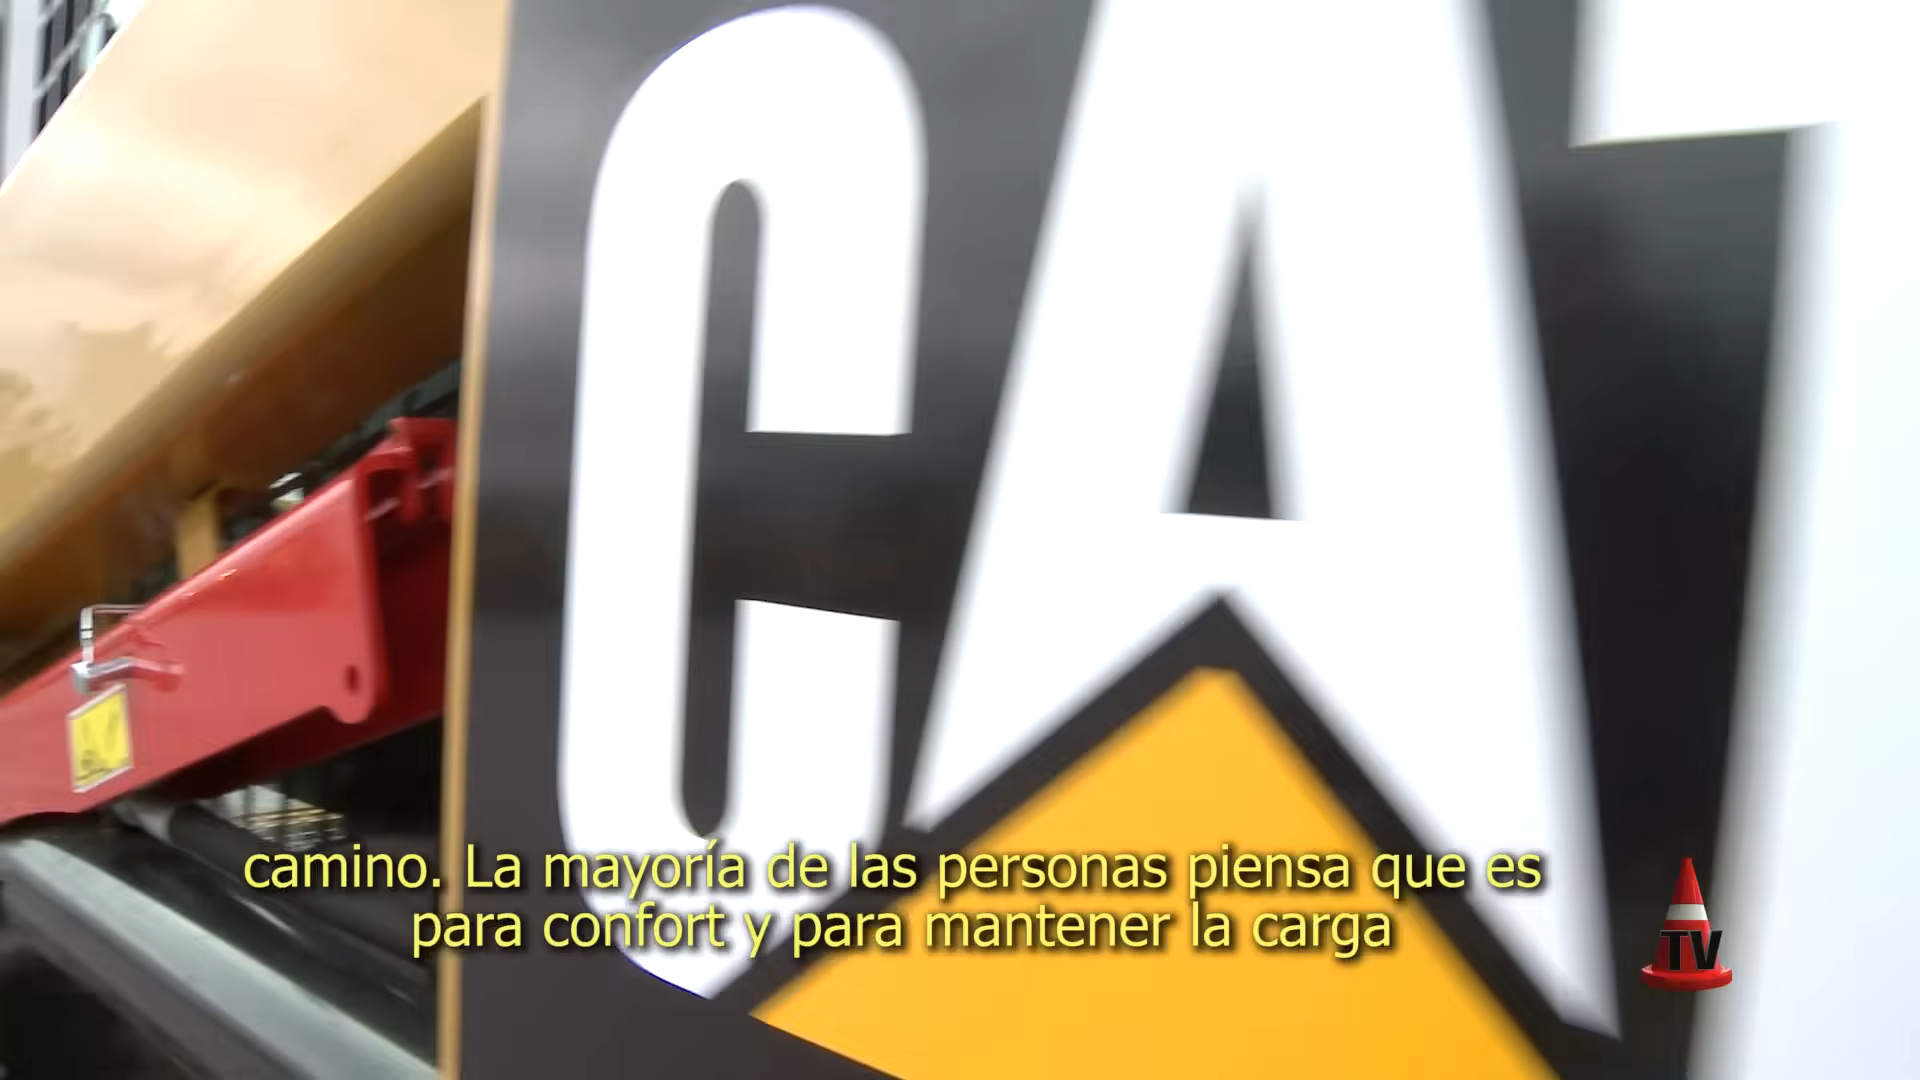 CAT
camino. La mayoría de las personas piensa que es
para confort y para mantener la carga
TV